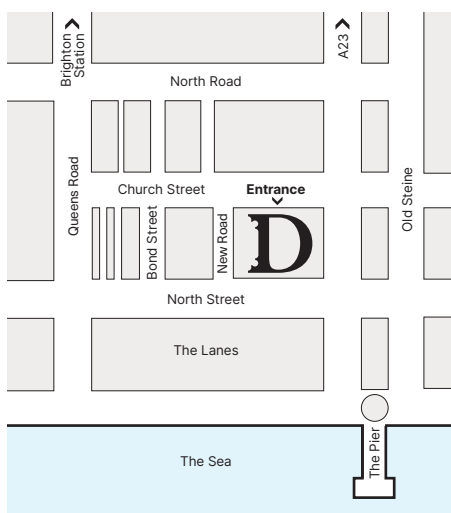 Brighton
Station
A23
North Road
Queens Road
Church Street
Entrance
Old Steine
Bond Street
New Road
D
North Street
The Lanes
The Pier
The Sea